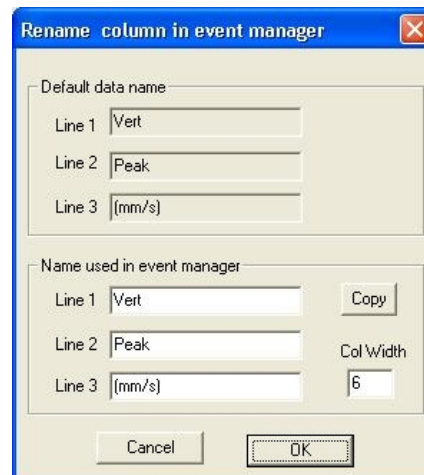 Rename  column in event manager
Default data name
Line 1 Vert
Line 2 Peak
Line 3 (mm/s)
Name used in event manager
Line 1 Vert Copy
Line 2 Peak Col Width
Line 3 (mm/s) 6
Cancel OK